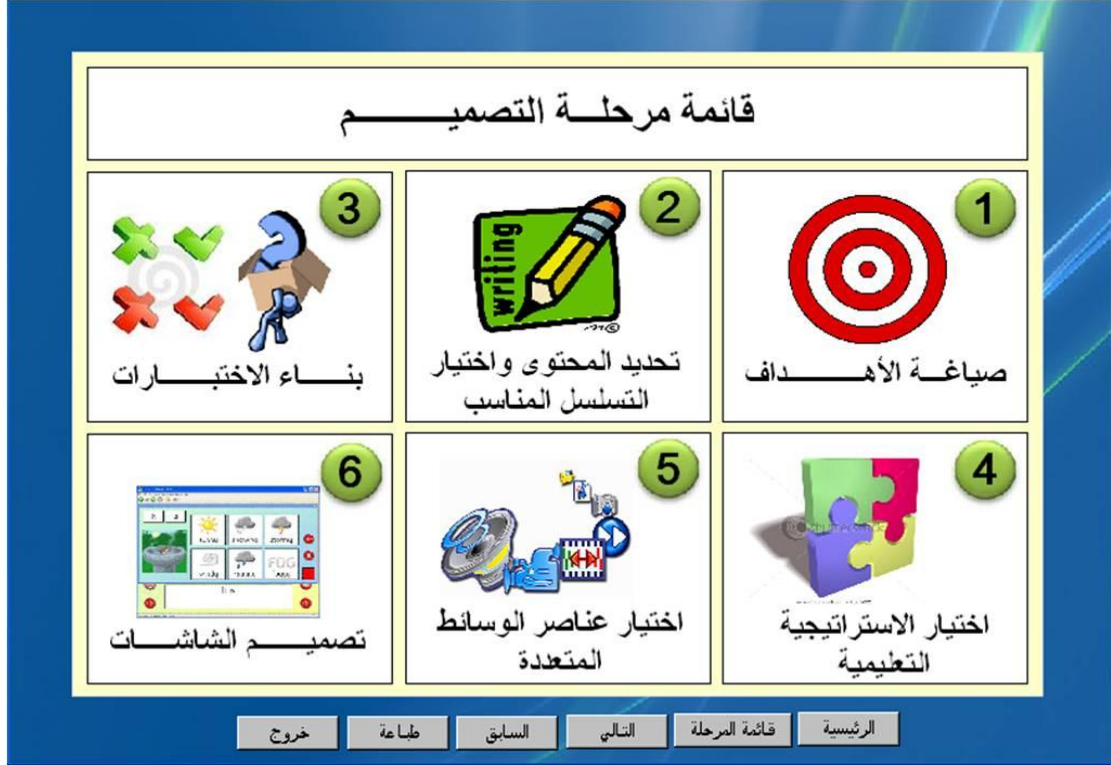 قائمة مرحلة التصميم
1
صياغة الأهداف
2
writing
تحديد المحتوى واختيار
التسلسل المناسب
3
بناء الاختبارات
4
اختيار الاستراتيجية
التعليمية
5
اختيار عناصر الوسائط
المتعددة
6
FOG
تصميم الشاشات
الرئيسية
قائمة المرحلة
التالي
السابق
طباعة
خروج